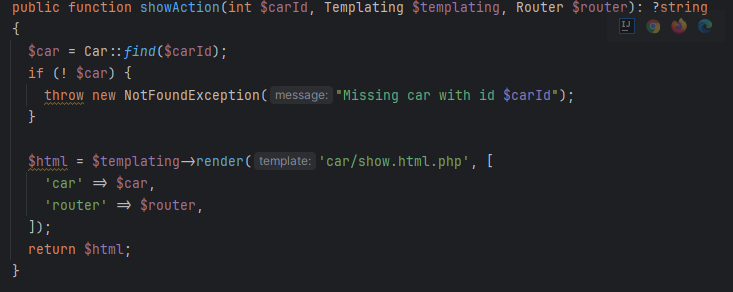 public function showAction(int $carId, Templating $templating, Router $router): ?string
{
IJ
$car = Car::find($carId);
if (! $car) {
throw new NotFoundException( message: "Missing car with id $carId");
}
$html = $templating->render( template: 'car/show.html.php', [
'car' => $car,
'router' => $router,
]);
return $html;
}